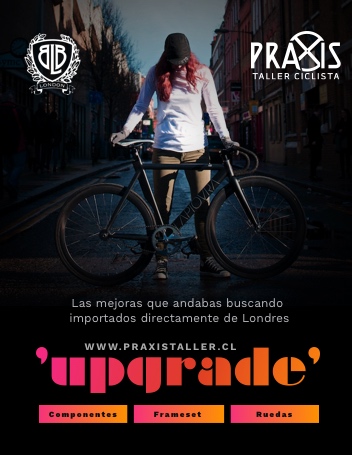 BLB
LONDON
PRAXIS
TALLER CICLISTA
Las mejoras que andabas buscando
importados directamente de Londres
WWW.PRAXISTALLER.CL
'upgrade'
Componentes
Frameset
Ruedas